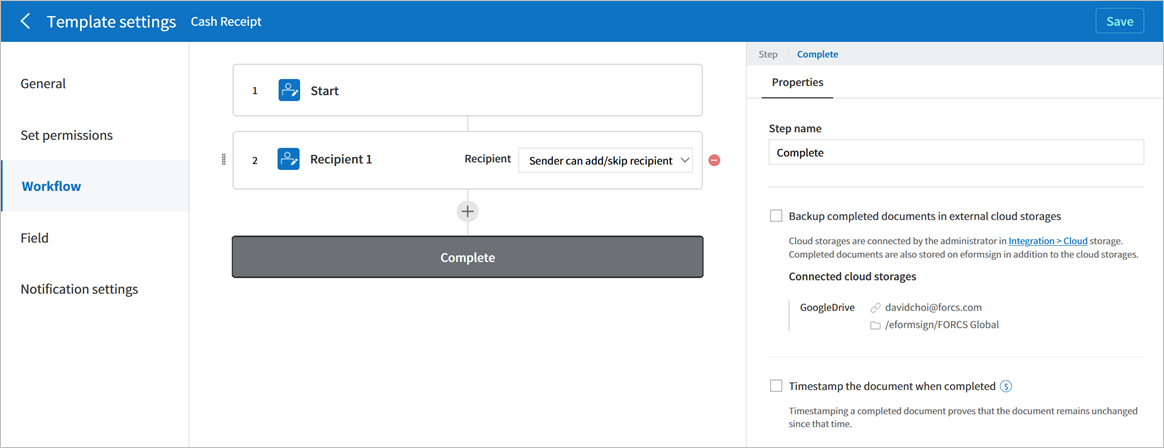 Template settings Cash Receipt Save
General
Set permissions
Workflow
Field
Notification settings
1 Start
2 Recipient 1 Recipient Sender can add/skip recipient
Complete
Step Complete
Properties
Step name
Complete
Backup completed documents in external cloud storages
Cloud storages are connected by the administrator in Integration > Cloud storage.
Completed documents are also stored on eformsign in addition to the cloud storages.
Connected cloud storages
GoogleDrive davidchoi@forcs.com
/eformsign/FORCS Global
Timestamp the document when completed $
Timestamping a completed document proves that the document remains unchanged
since that time.